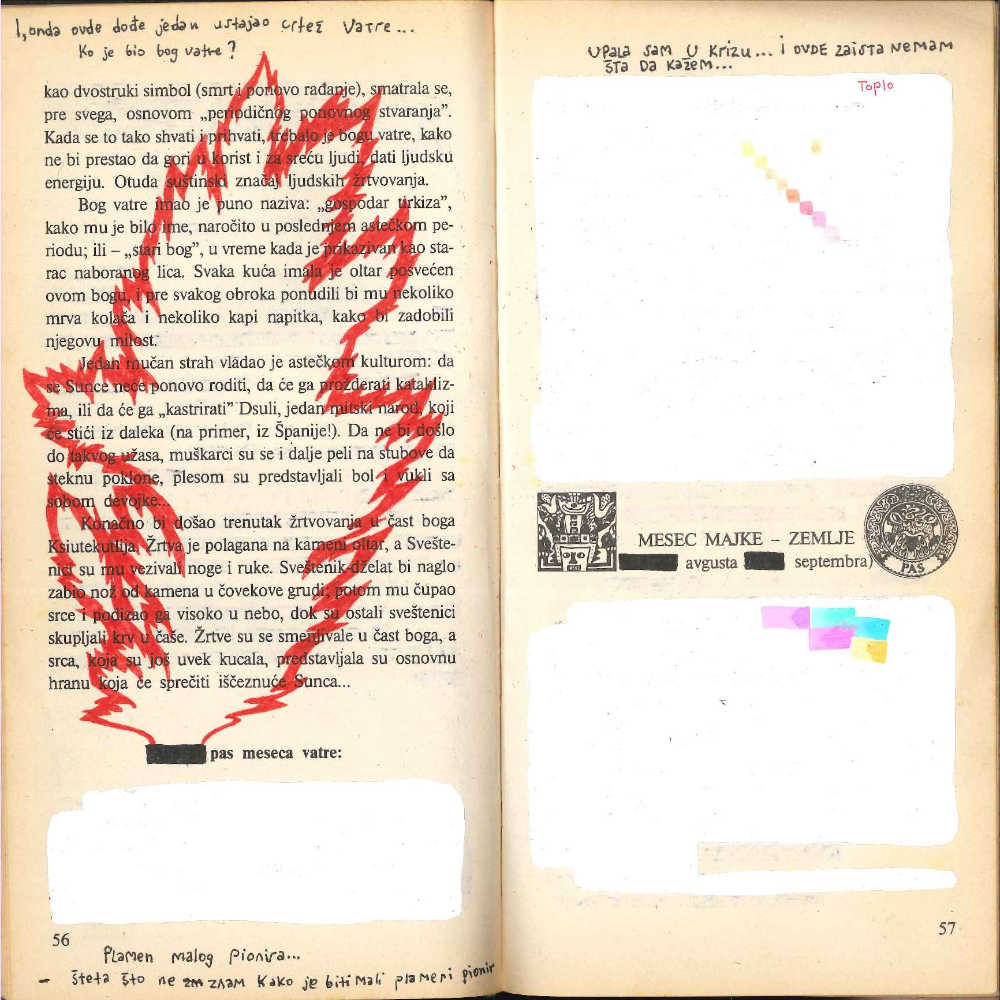 I, onda ovde dođe jedan ustajao crtež vatre...
Ko je bio bog vatre?
kao dvostruki simbol (smrt i ponovo rađanje), smatrala se,
pre svega, osnovom „periodičnog ponovnog stvaranja”.
Kada se to tako shvati i prihvati, trebalo je bogu vatre, kako
ne bi prestao da gori u korist i za sreću ljudi, dati ljudsku
energiju. Otuda suštinski značaj ljudskih žrtvovanja.
Bog vatre imao je puno naziva: „gospodar tirkiza”,
kako mu je bilo ime, naročito u poslednjem astečkom pe-
riodu; ili – „stari bog”, u vreme kada je prikazivan kao sta-
rac naboranog lica. Svaka kuća imala je oltar posvećen
ovom bogu, i pre svakog obroka ponudili bi mu nekoliko
mrva kolača i nekoliko kapi napitka, kako bi zadobili
njegovu milost.
Jedan mučan strah vladao je astečkom kulturom: da
se Sunce neće ponovo roditi, da će ga prožderati katakliz-
ma, ili da će ga „kastrirati” Dsuli, jedan mitski narod, koji
će stići iz daleka (na primer, iz Španije!). Da ne bi došlo
do takvog užasa, muškarci su se i dalje peli na stubove da
steknu poklone, plesom su predstavljali bol i vukli sa
sobom devojke...
Konačno bi došao trenutak žrtvovanja u čast boga
Ksiutekutlija. Žrtva je polagana na kameni oltar, a Svešte-
nici su mu vezivali noge i ruke. Sveštenik-dželat bi naglo
zabio nož od kamena u čovekove grudi; potom mu čupao
srce i podizao ga visoko u nebo, dok su ostali sveštenici
skupljali krv u čaše. Žrtve su se smenjivale u čast boga, a
srca, koja su još uvek kucala, predstavljala su osnovnu
hranu koja će sprečiti iščeznuće Sunca...
pas meseca vatre:
56
Plamen malog pionira...
– šteta što ne znam kako je biti mali plameni pionir
Upala sam u krizu... i ovde zaista nemam
šta da kažem...
Toplo
MESEC MAJKE – ZEMLJE
avgusta septembra)
PAS
57